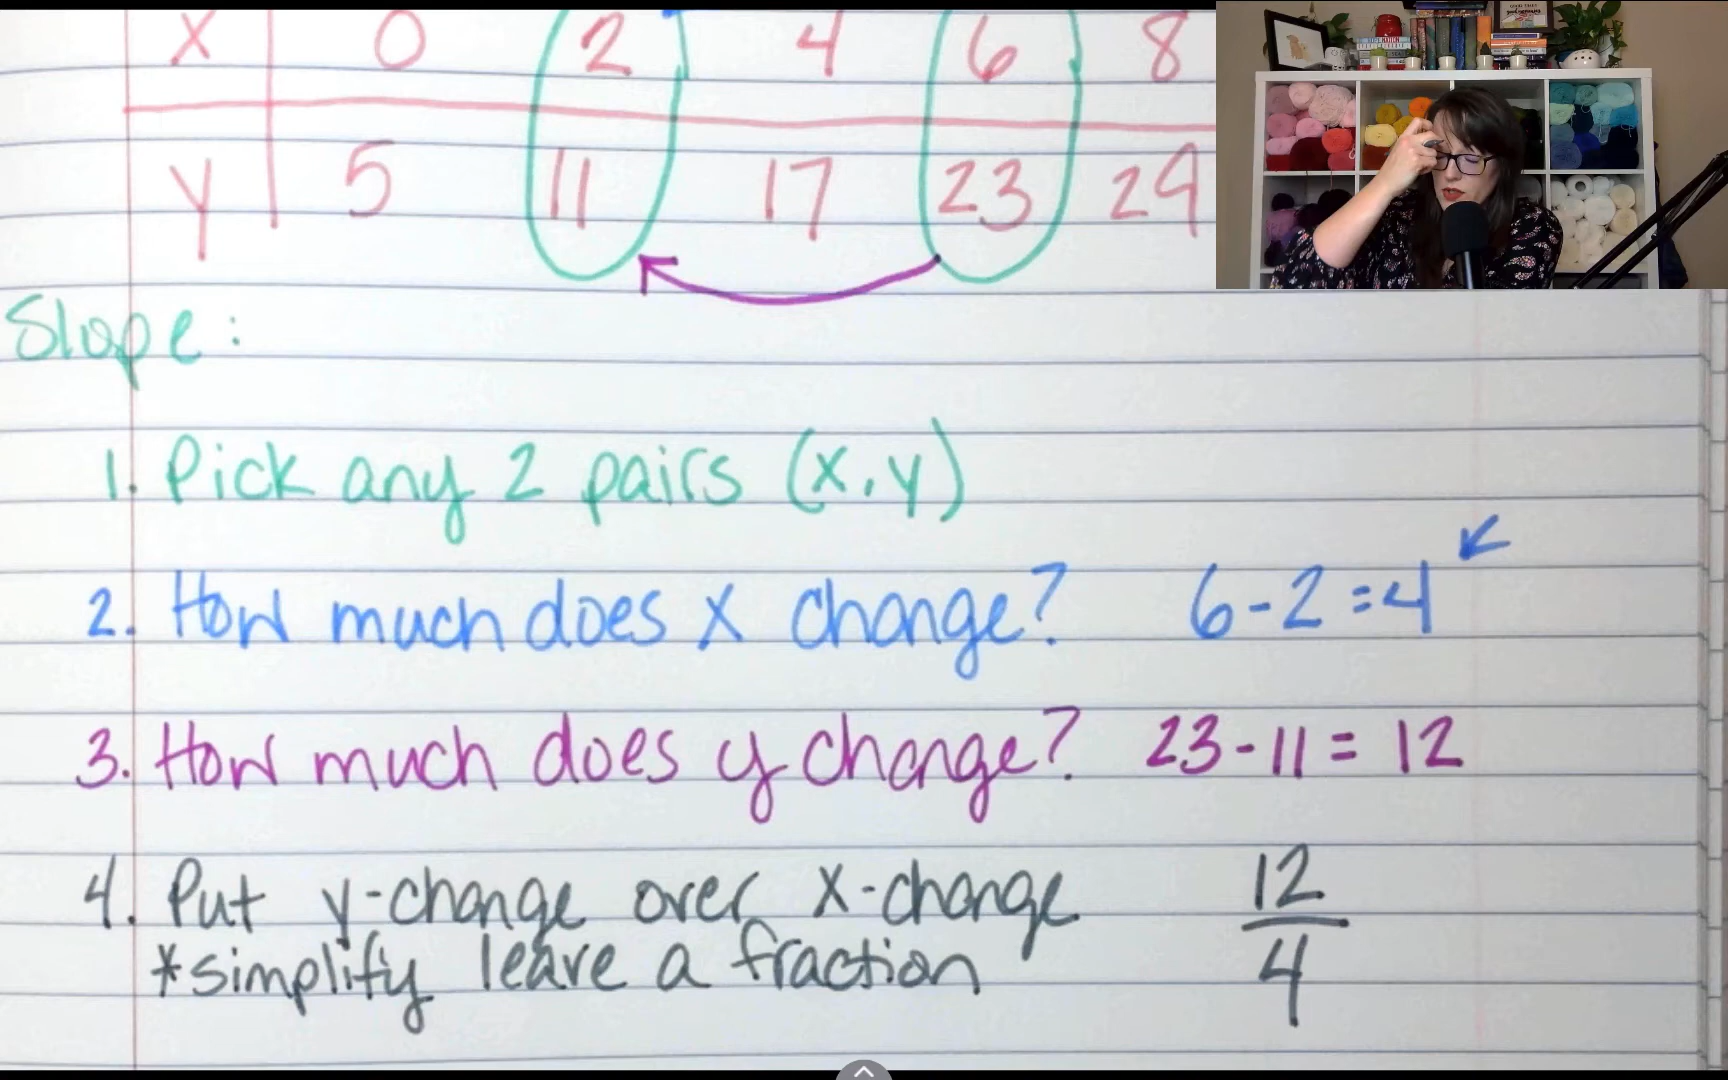 x 0 2 4 6 8
y 5 11 17 23 29
Slope:
1. Pick any 2 pairs (x,y)
2. How much does x change? 6-2=4
3. How much does y change? 23-11=12
4. Put y-change over x-change 12/4
*simplify leave a fraction